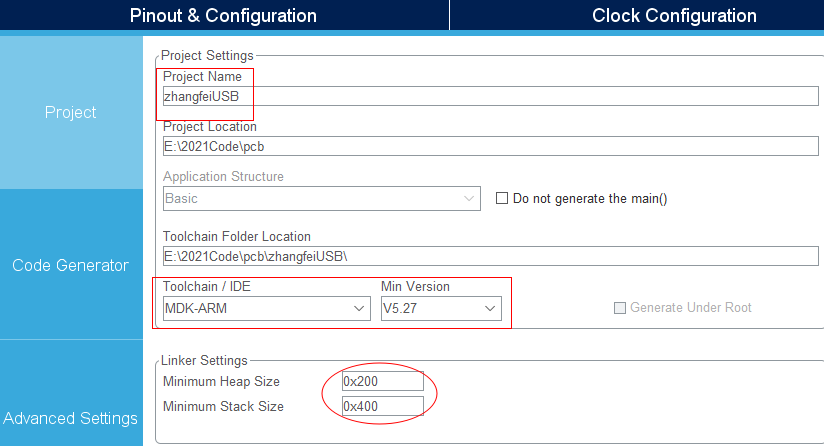 Pinout & Configuration
Clock Configuration
Project
Code Generator
Advanced Settings
Project Settings
Project Name
zhangfeiUSB
Project Location
E:\2021Code\pcb
Application Structure
Basic
Do not generate the main()
Toolchain Folder Location
E:\2021Code\pcb\zhangfeiUSB\
Toolchain / IDE
Min Version
MDK-ARM
V5.27
Generate Under Root
Linker Settings
Minimum Heap Size
0x200
Minimum Stack Size
0x400